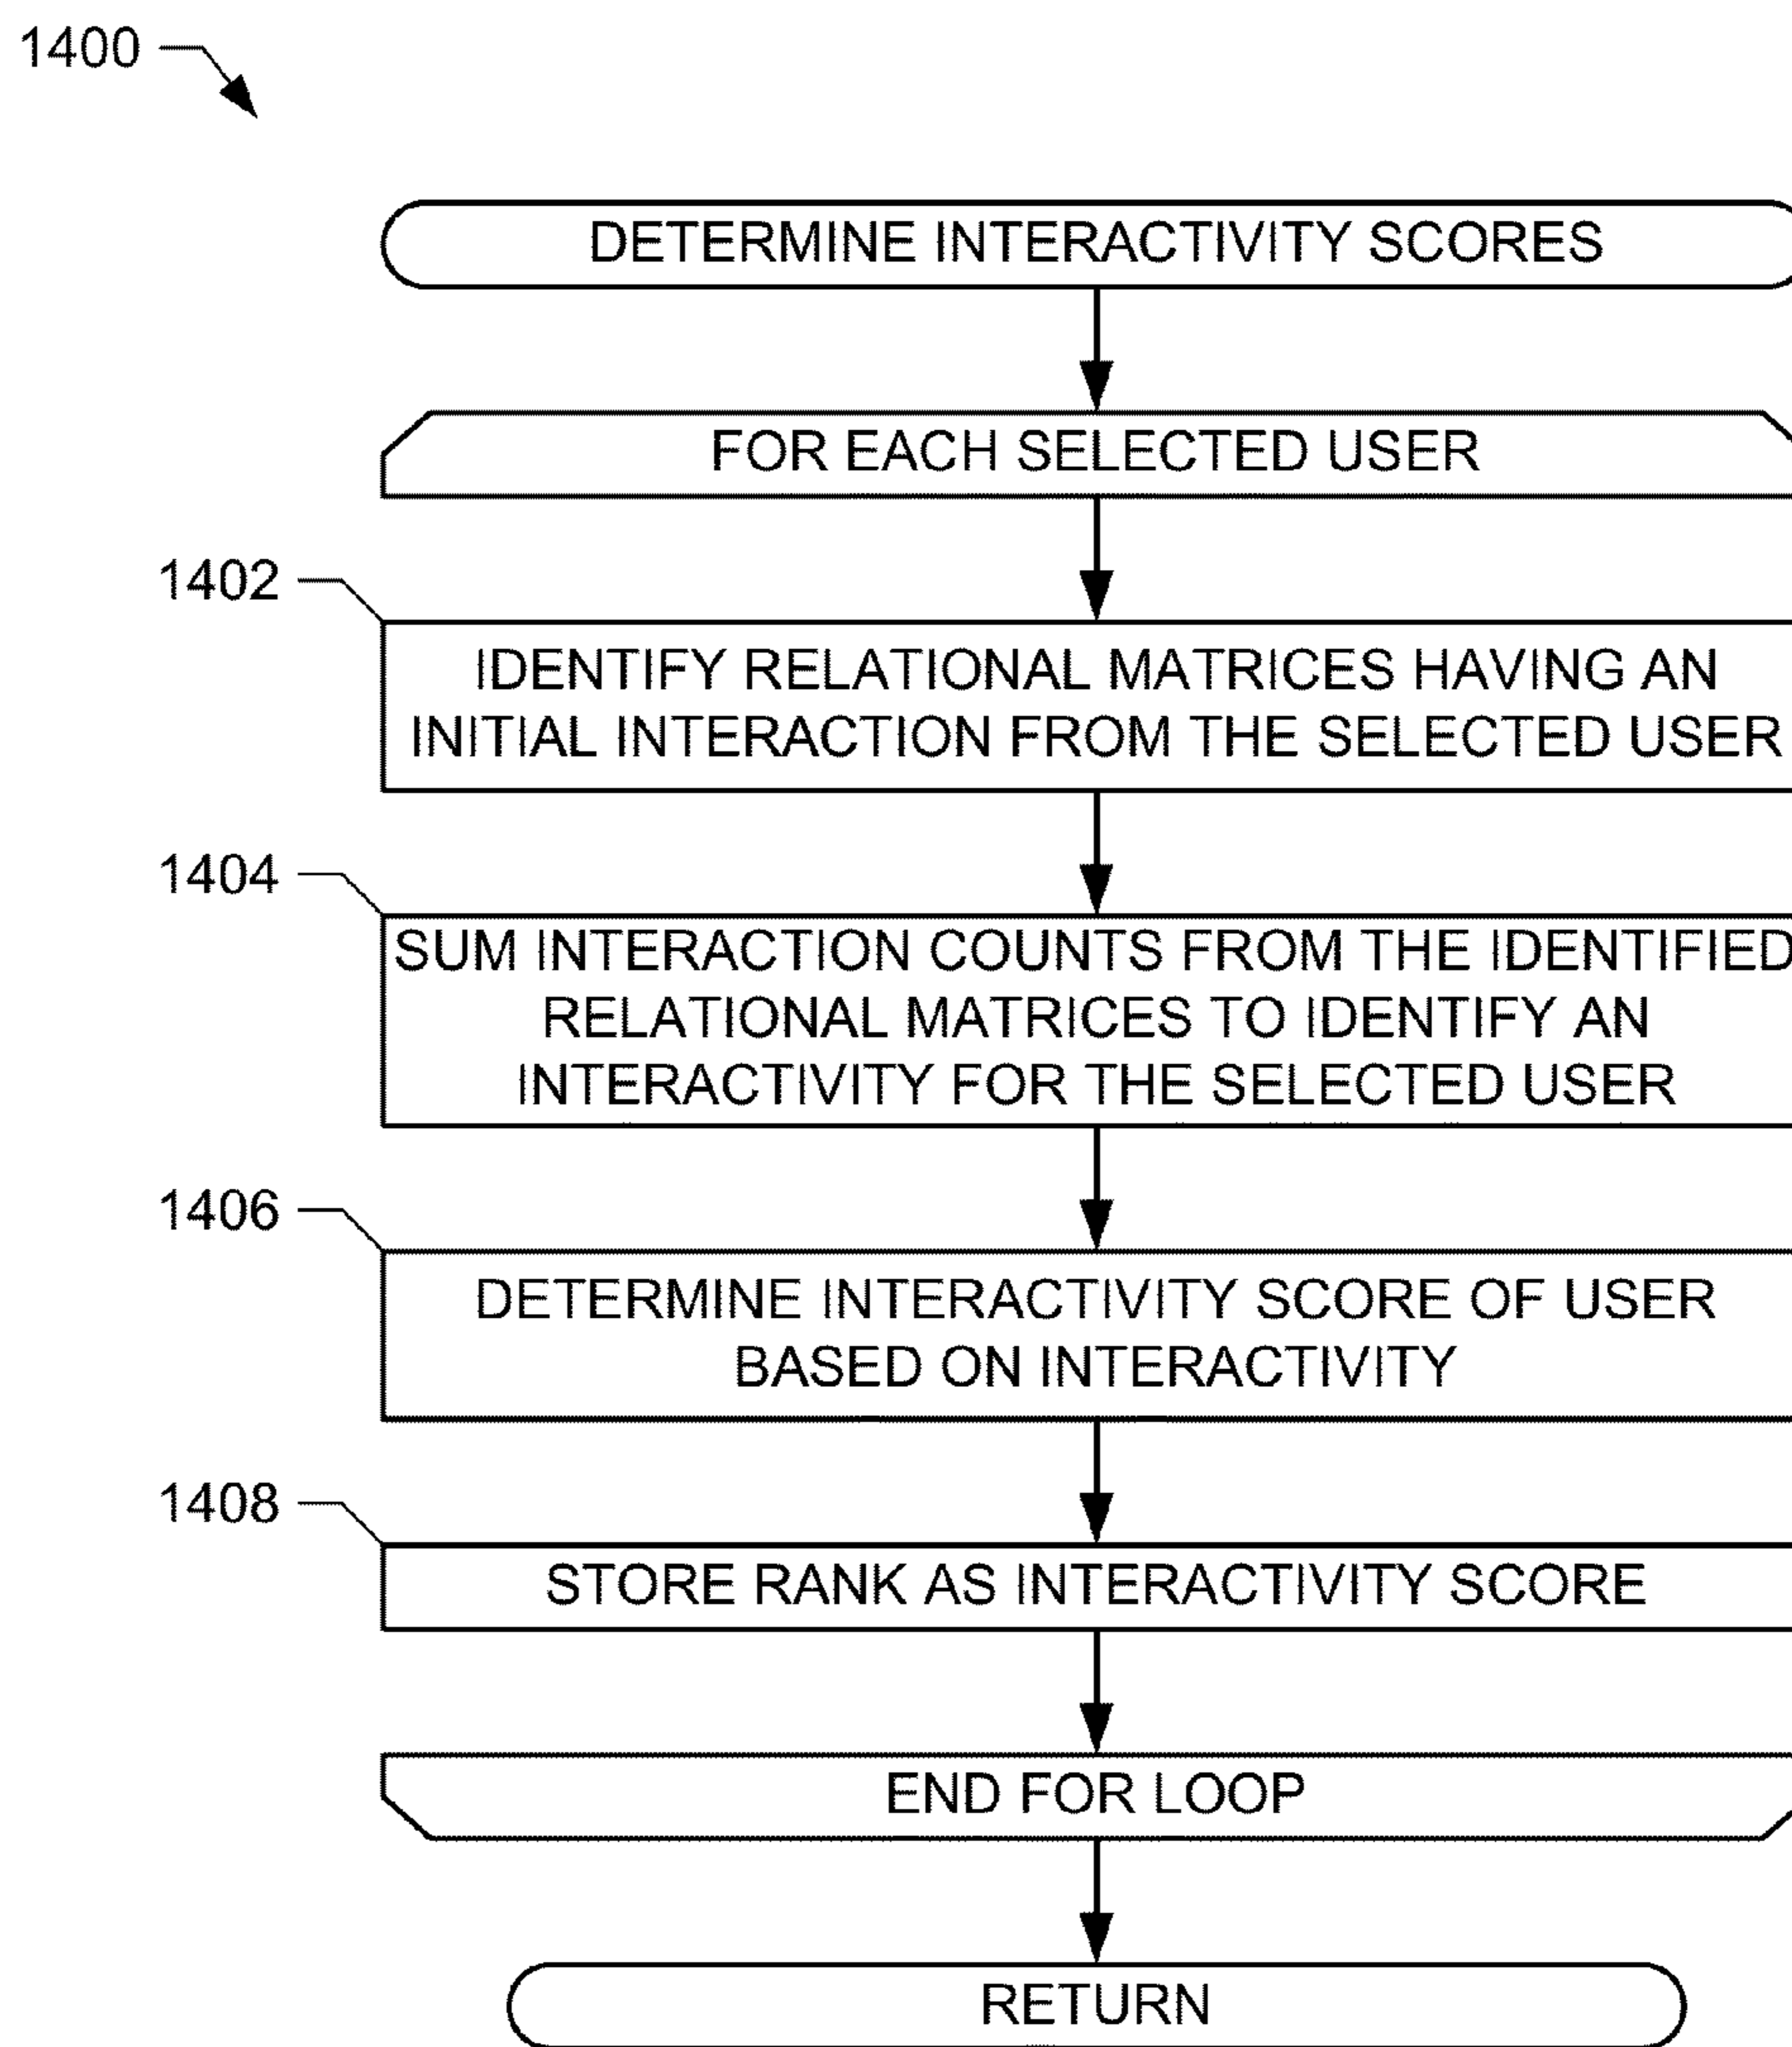 1400
DETERMINE INTERACTIVITY SCORES
FOR EACH SELECTED USER
1402
IDENTIFY RELATIONAL MATRICES HAVING AN
INITIAL INTERACTION FROM THE SELECTED USER
1404
SUM INTERACTION COUNTS FROM THE IDENTIFIED
RELATIONAL MATRICES TO IDENTIFY AN
INTERACTIVITY FOR THE SELECTED USER
1406
DETERMINE INTERACTIVITY SCORE OF USER
BASED ON INTERACTIVITY
1408
STORE RANK AS INTERACTIVITY SCORE
END FOR LOOP
RETURN